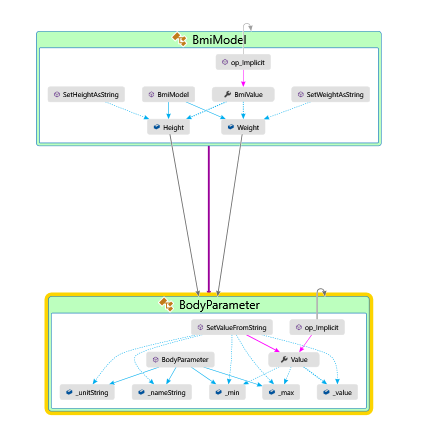 BmiModel
op_Implicit
SetHeightAsString BmiModel BmiValue SetWeightAsString
Height Weight
BodyParameter
SetValueFromString op_Implicit
BodyParameter Value
_unitString _nameString _min _max _value